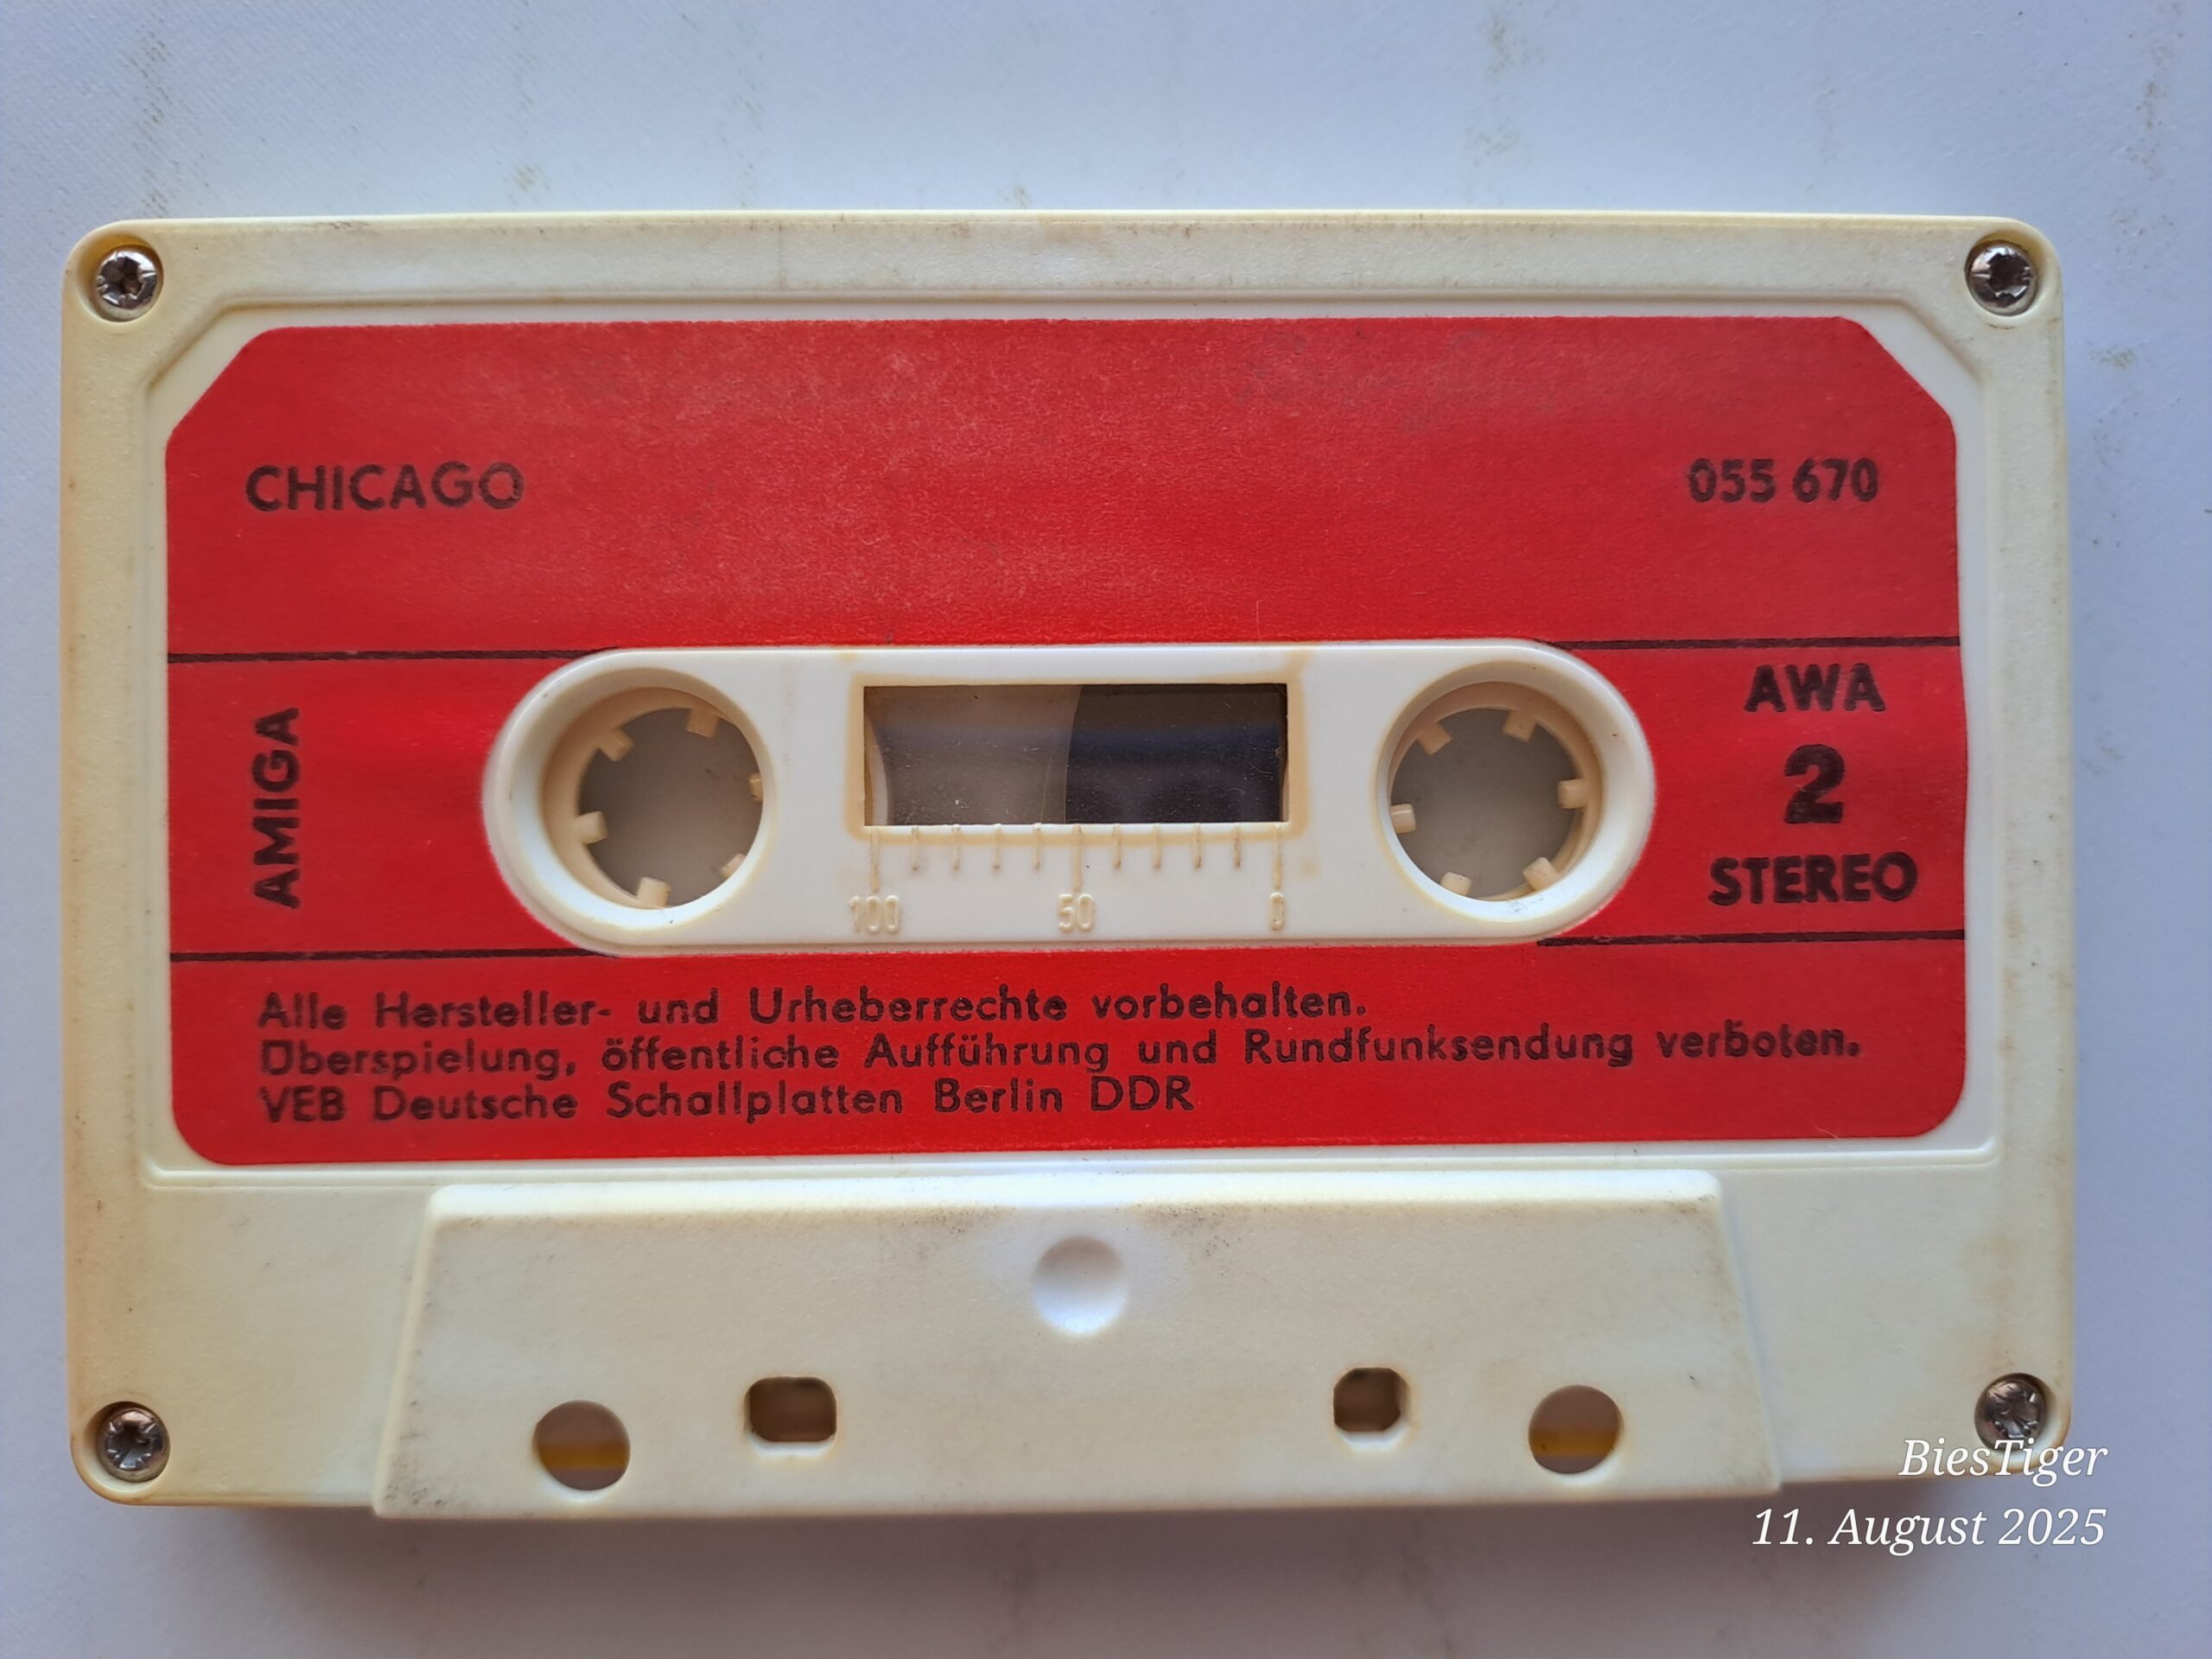 CHICAGO
055 670
AMIGA
AWA
2
STEREO
100 50 0
Alle Hersteller- und Urheberrechte vorbehalten.
Überspielung, öffentliche Aufführung und Rundfunksendung verboten.
VEB Deutsche Schallplatten Berlin DDR
BiesTiger
11. August 2025